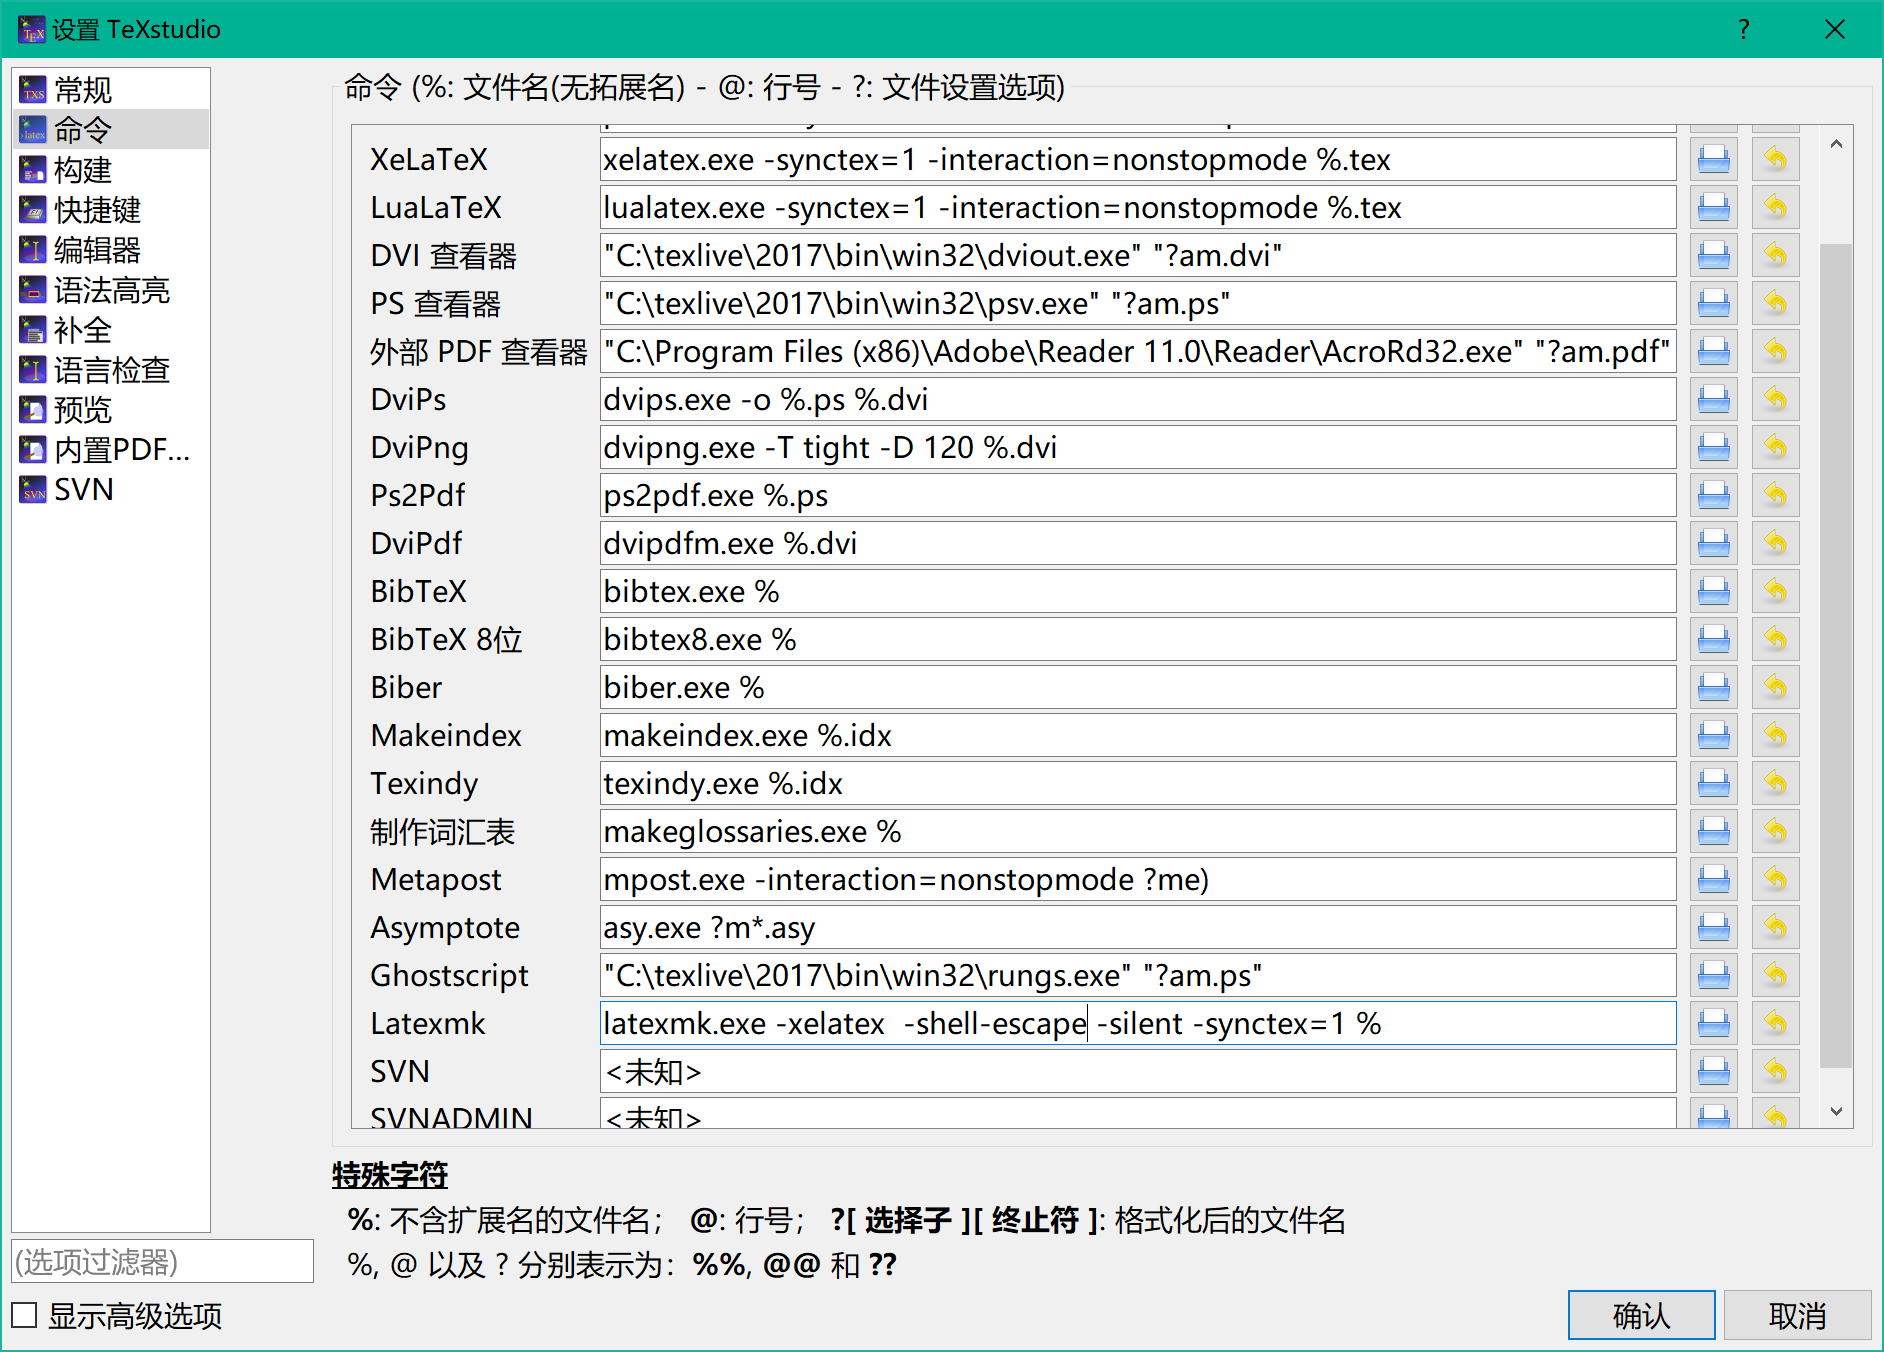 设置 TeXstudio
常规
命令
构建
快捷键
编辑器
语法高亮
补全
语言检查
预览
内置PDF...
SVN
(选项过滤器)
显示高级选项
命令 (%: 文件名(无拓展名) - @: 行号 - ?: 文件设置选项)
XeLaTeX xelatex.exe -synctex=1 -interaction=nonstopmode %.tex
LuaLaTeX lualatex.exe -synctex=1 -interaction=nonstopmode %.tex
DVI 查看器 "C:\texlive\2017\bin\win32\dviout.exe" "?am.dvi"
PS 查看器 "C:\texlive\2017\bin\win32\psv.exe" "?am.ps"
外部 PDF 查看器 "C:\Program Files (x86)\Adobe\Reader 11.0\Reader\AcroRd32.exe" "?am.pdf"
DviPs dvips.exe -o %.ps %.dvi
DviPng dvipng.exe -T tight -D 120 %.dvi
Ps2Pdf ps2pdf.exe %.ps
DviPdf dvipdfm.exe %.dvi
BibTeX bibtex.exe %
BibTeX 8位 bibtex8.exe %
Biber biber.exe %
Makeindex makeindex.exe %.idx
Texindy texindy.exe %.idx
制作词汇表 makeglossaries.exe %
Metapost mpost.exe -interaction=nonstopmode ?me)
Asymptote asy.exe ?m*.asy
Ghostscript "C:\texlive\2017\bin\win32\rungs.exe" "?am.ps"
Latexmk latexmk.exe -xelatex  -shell-escape -silent -synctex=1 %
SVN <未知>
SVNADMIN <未知>
特殊字符
%: 不含扩展名的文件名； @: 行号； ?[ 选择子 ][ 终止符 ]: 格式化后的文件名
%, @ 以及 ? 分别表示为：%%, @@ 和 ??
确认
取消